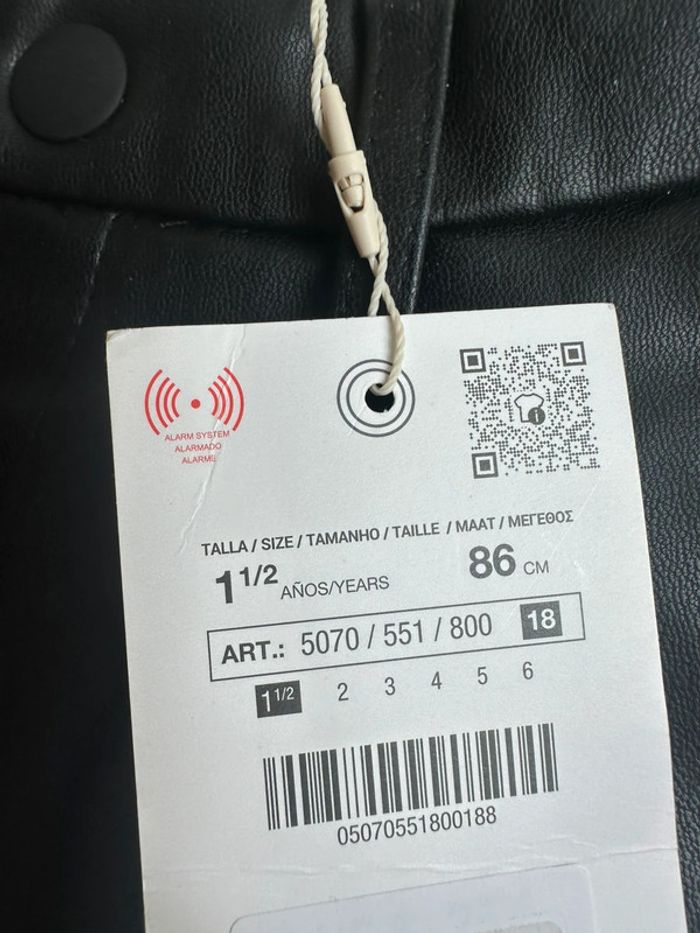 ALARM SYSTEM
ALARMADO
ALARME
TALLA / SIZE / TAMANHO / TAILLE / MAAT / ΜΕΓΕΘΟΣ
1 1/2 AÑOS/YEARS 86 CM
ART.: 5070 / 551 / 800 18
1 1/2 2 3 4 5 6
05070551800188